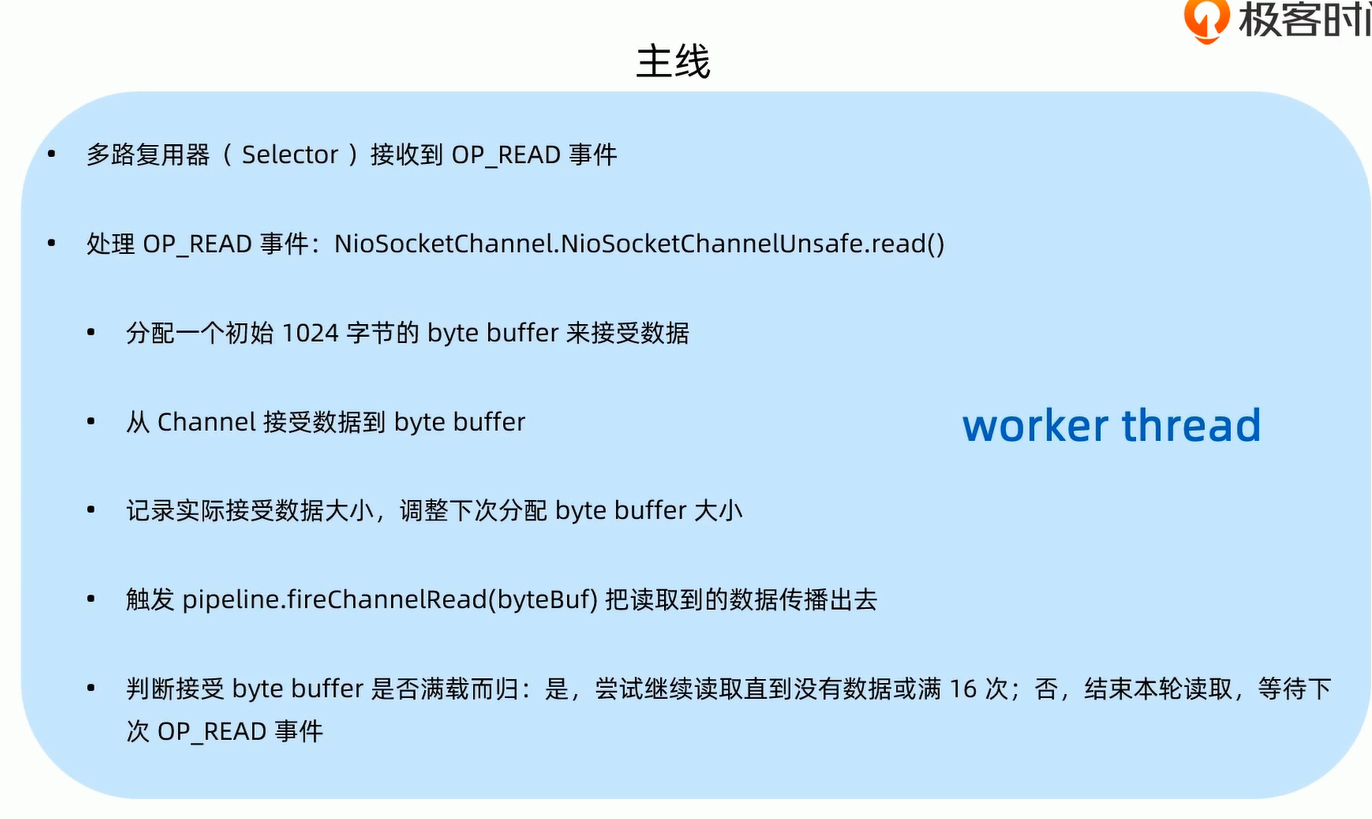 极客时间
主线
• 多路复用器（ Selector ）接收到 OP_READ 事件
• 处理 OP_READ 事件：NioSocketChannel.NioSocketChannelUnsafe.read()
• 分配一个初始 1024 字节的 byte buffer 来接受数据
• 从 Channel 接受数据到 byte buffer
worker thread
• 记录实际接受数据大小，调整下次分配 byte buffer 大小
• 触发 pipeline.fireChannelRead(byteBuf) 把读取到的数据传播出去
• 判断接受 byte buffer 是否满载而归：是，尝试继续读取直到没有数据或满 16 次；否，结束本轮读取，等待下
次 OP_READ 事件